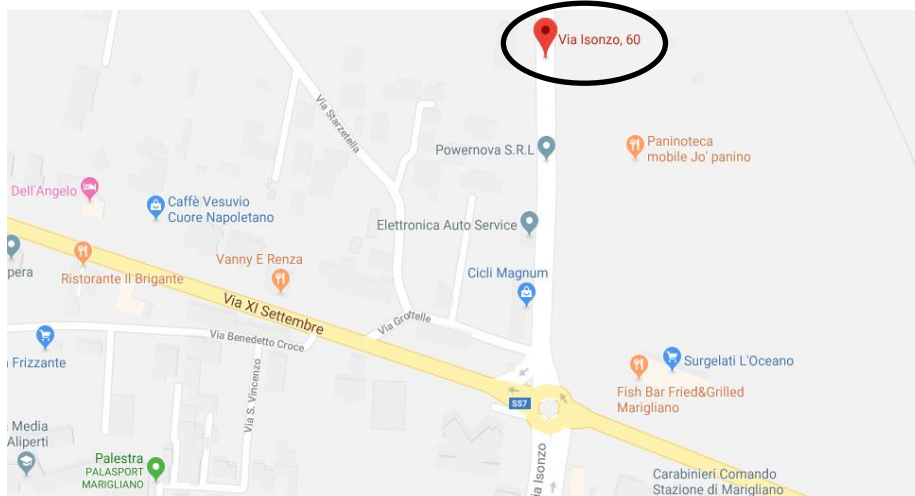 Via Isonzo, 60
Via Starzetella
Powernova S.R.L
Paninoteca
mobile Jo' panino
Dell'Angelo
Caffè Vesuvio
Cuore Napoletano
Elettronica Auto Service
pera
Ristorante Il Brigante
Vanny E Renza
Cicli Magnum
Via XI Settembre
Via Grottelle
Via Benedetto Croce
Frizzante
Surgelati L'Oceano
Via S. Vincenzo
Fish Bar Fried&Grilled
Marigliano
SS7
Media
Aliperti
Palestra
PALASPORT
MARIGLIANO
ia Isonzo
Carabinieri Comando
Stazione di Marigliano